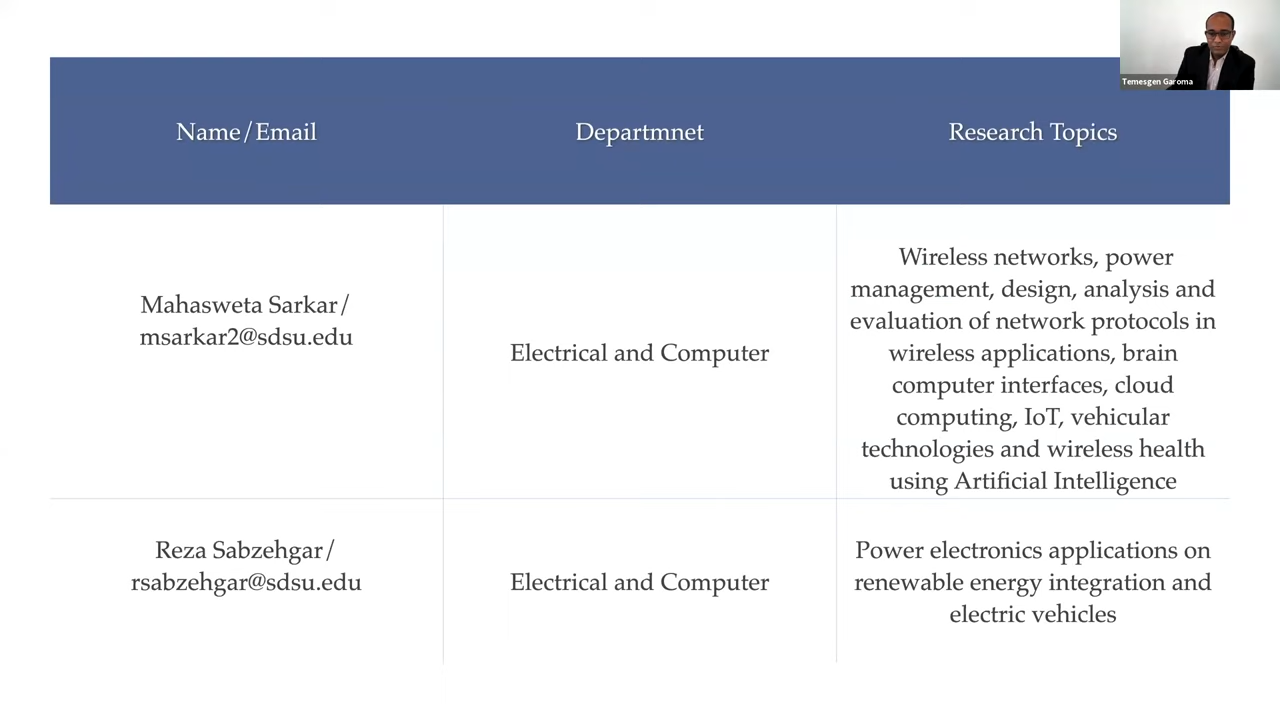 Temesgen Garoma
Name/Email
Departmnet
Research Topics
Mahasweta Sarkar/
msarkar2@sdsu.edu
Electrical and Computer
Wireless networks, power
management, design, analysis and
evaluation of network protocols in
wireless applications, brain
computer interfaces, cloud
computing, IoT, vehicular
technologies and wireless health
using Artificial Intelligence
Reza Sabzehgar/
rsabzehgar@sdsu.edu
Electrical and Computer
Power electronics applications on
renewable energy integration and
electric vehicles